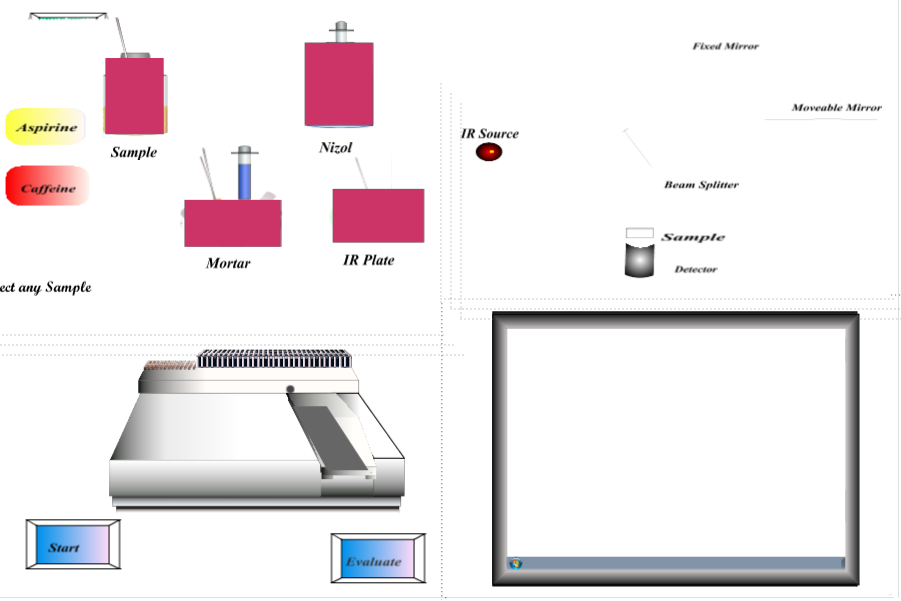 Fixed Mirror
Moveable Mirror
IR Source
Aspirine
Sample
Nizol
Caffeine
Beam Splitter
Sample
Detector
Mortar
IR Plate
ect any Sample
Start
Evaluate